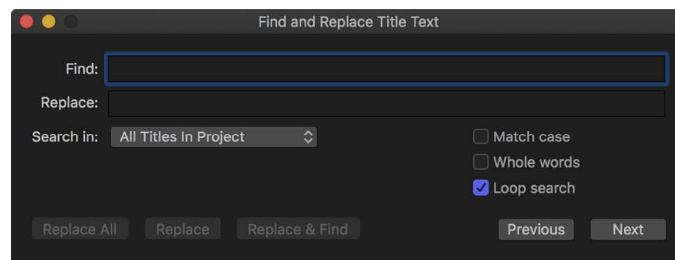 Find and Replace Title Text
Find:
Replace:
Search in: All Titles In Project
Match case
Whole words
Loop search
Replace All Replace Replace & Find Previous Next